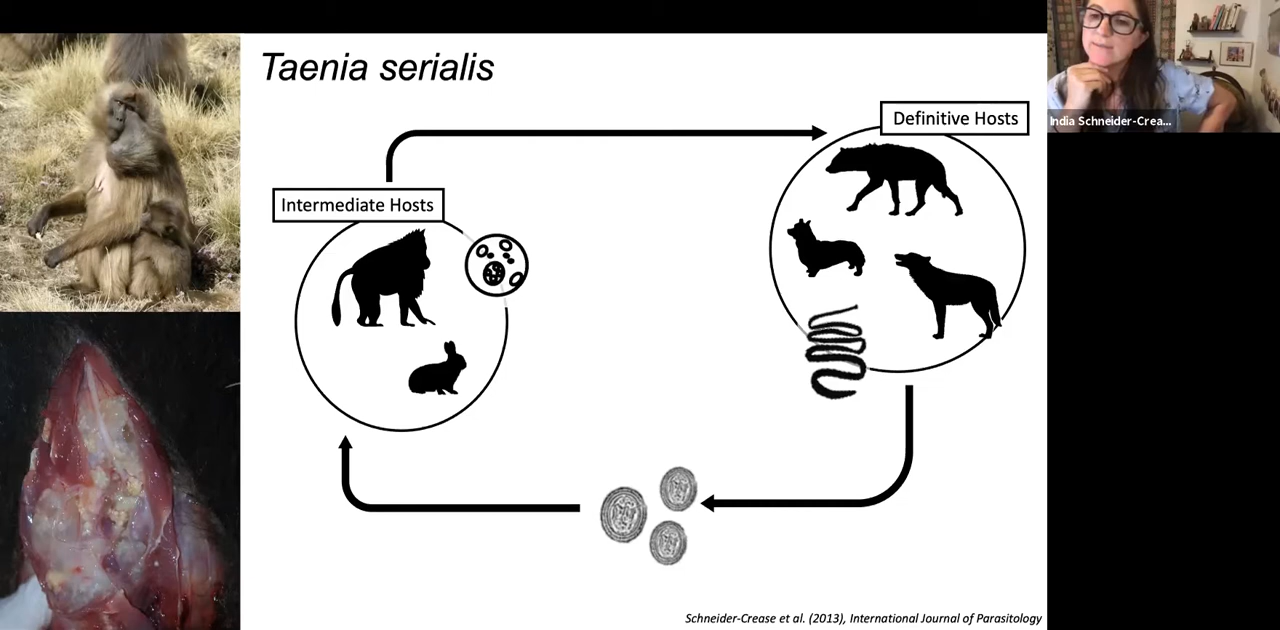 Taenia serialis
Definitive Hosts
India Schneider-Crea...
Intermediate Hosts
Schneider-Crease et al. (2013), International Journal of Parasitology